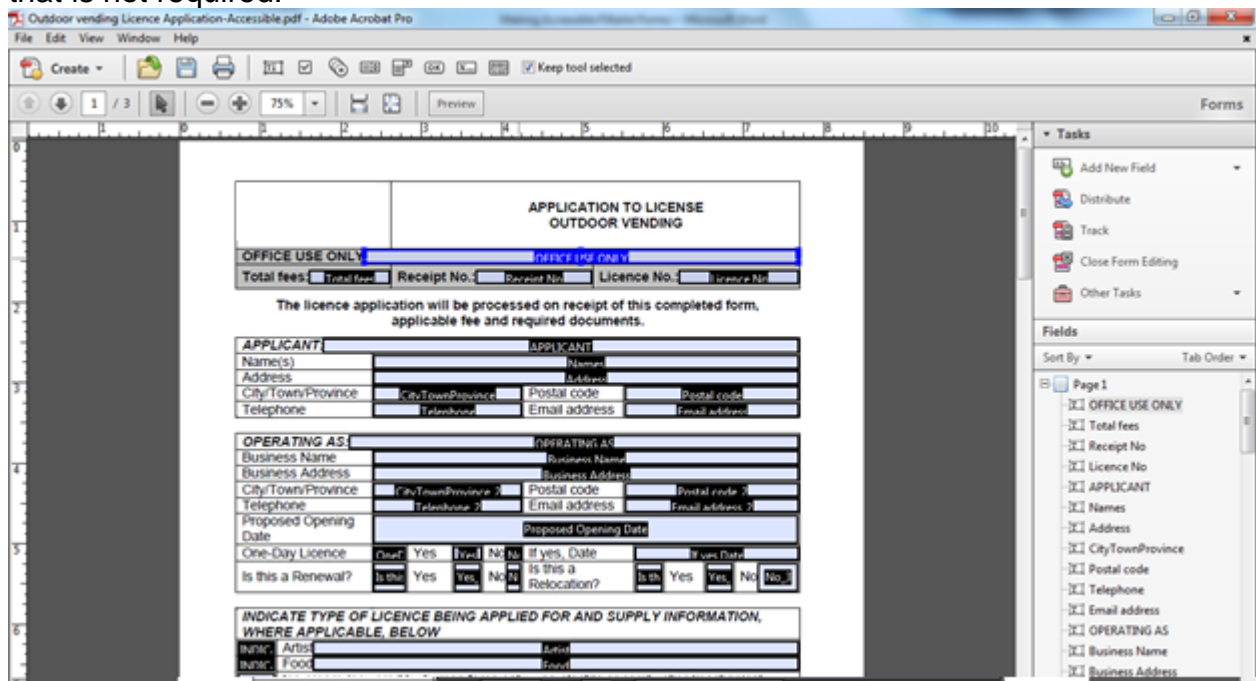 that is not required.
Outdoor vending Licence Application-Accessible.pdf - Adobe Acrobat Pro
File Edit View Window Help
Create
Keep tool selected
1 / 3 75% Preview Forms
Tasks
Add New Field
Distribute
Track
Close Form Editing
Other Tasks
Fields
Sort By Tab Order
Page 1
OFFICE USE ONLY
Total fees
Receipt No
Licence No
APPLICANT
Names
Address
CityTownProvince
Postal code
Telephone
Email address
OPERATING AS
Business Name
Business Address
APPLICATION TO LICENSE
OUTDOOR VENDING
OFFICE USE ONLY OFFICE USE ONLY
Total fees: Total fees Receipt No.: Receipt No Licence No.: Licence No
The licence application will be processed on receipt of this completed form,
applicable fee and required documents.
APPLICANT: APPLICANT
Name(s) Names
Address Address
City/Town/Province CityTownProvince Postal code Postal code
Telephone Telephone Email address Email address
OPERATING AS: OPERATING AS
Business Name Business Name
Business Address Business Address
City/Town/Province CityTownProvince 2 Postal code Postal code 2
Telephone Telephone 2 Email address Email address 2
Proposed Opening
Date Proposed Opening Date
One-Day Licence Yes Yes No If yes, Date If yes Date
Is this a Renewal? Yes Yes No Is this a
Relocation? Yes Yes No No
INDICATE TYPE OF LICENCE BEING APPLIED FOR AND SUPPLY INFORMATION,
WHERE APPLICABLE, BELOW
INDIC. Artist Artist
INDIC. Food Food